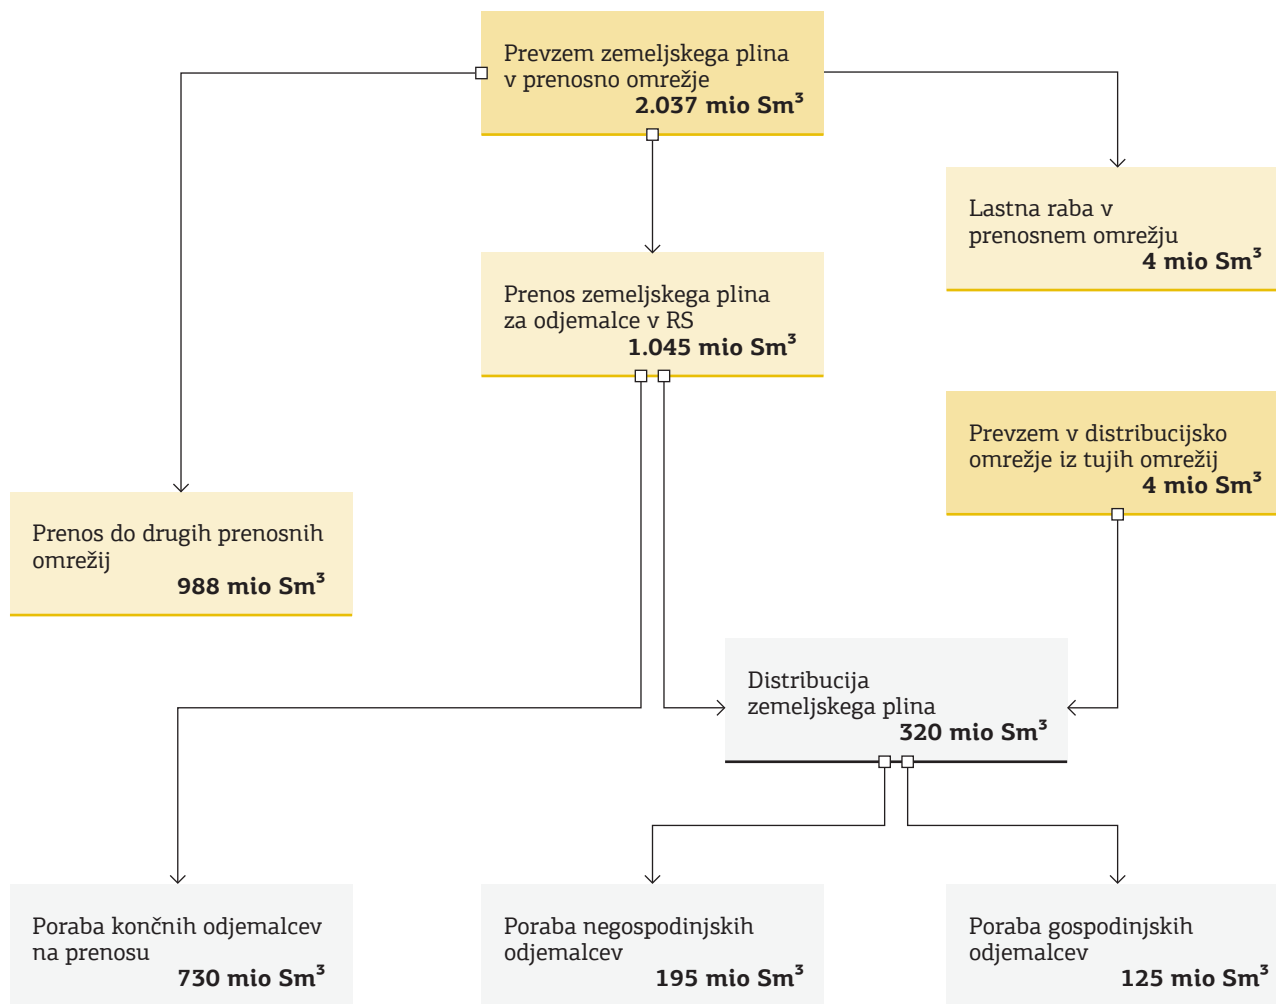 Prevzem zemeljskega plina
v prenosno omrežje
2.037 mio Sm³
Lastna raba v
prenosnem omrežju
4 mio Sm³
Prenos zemeljskega plina
za odjemalce v RS
1.045 mio Sm³
Prevzem v distribucijsko
omrežje iz tujih omrežij
4 mio Sm³
Prenos do drugih prenosnih
omrežij
988 mio Sm³
Distribucija
zemeljskega plina
320 mio Sm³
Poraba končnih odjemalcev
na prenosu
730 mio Sm³
Poraba negospodinjskih
odjemalcev
195 mio Sm³
Poraba gospodinjskih
odjemalcev
125 mio Sm³